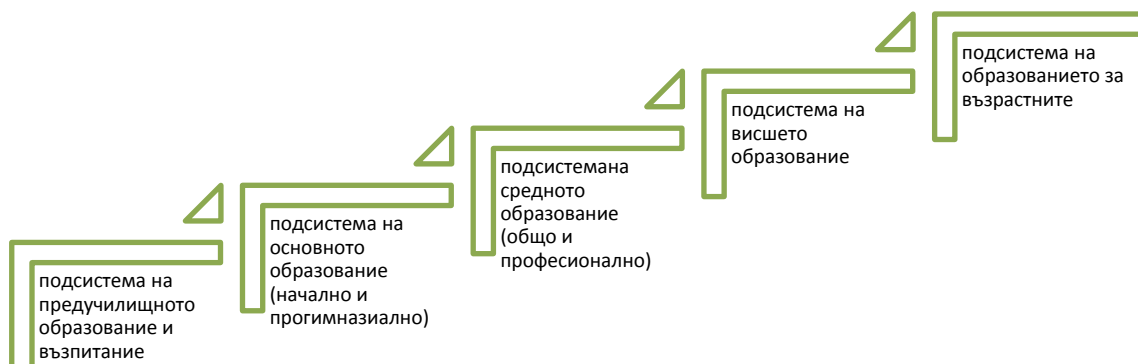 подсистема на
предучилищното
образование и
възпитание
подсистема на
основното
образование
(начално и
прогимназиално)
подсистемана
средното
образование
(общо и
професионално)
подсистема на
висшето
образование
подсистема на
образованието за
възрастните